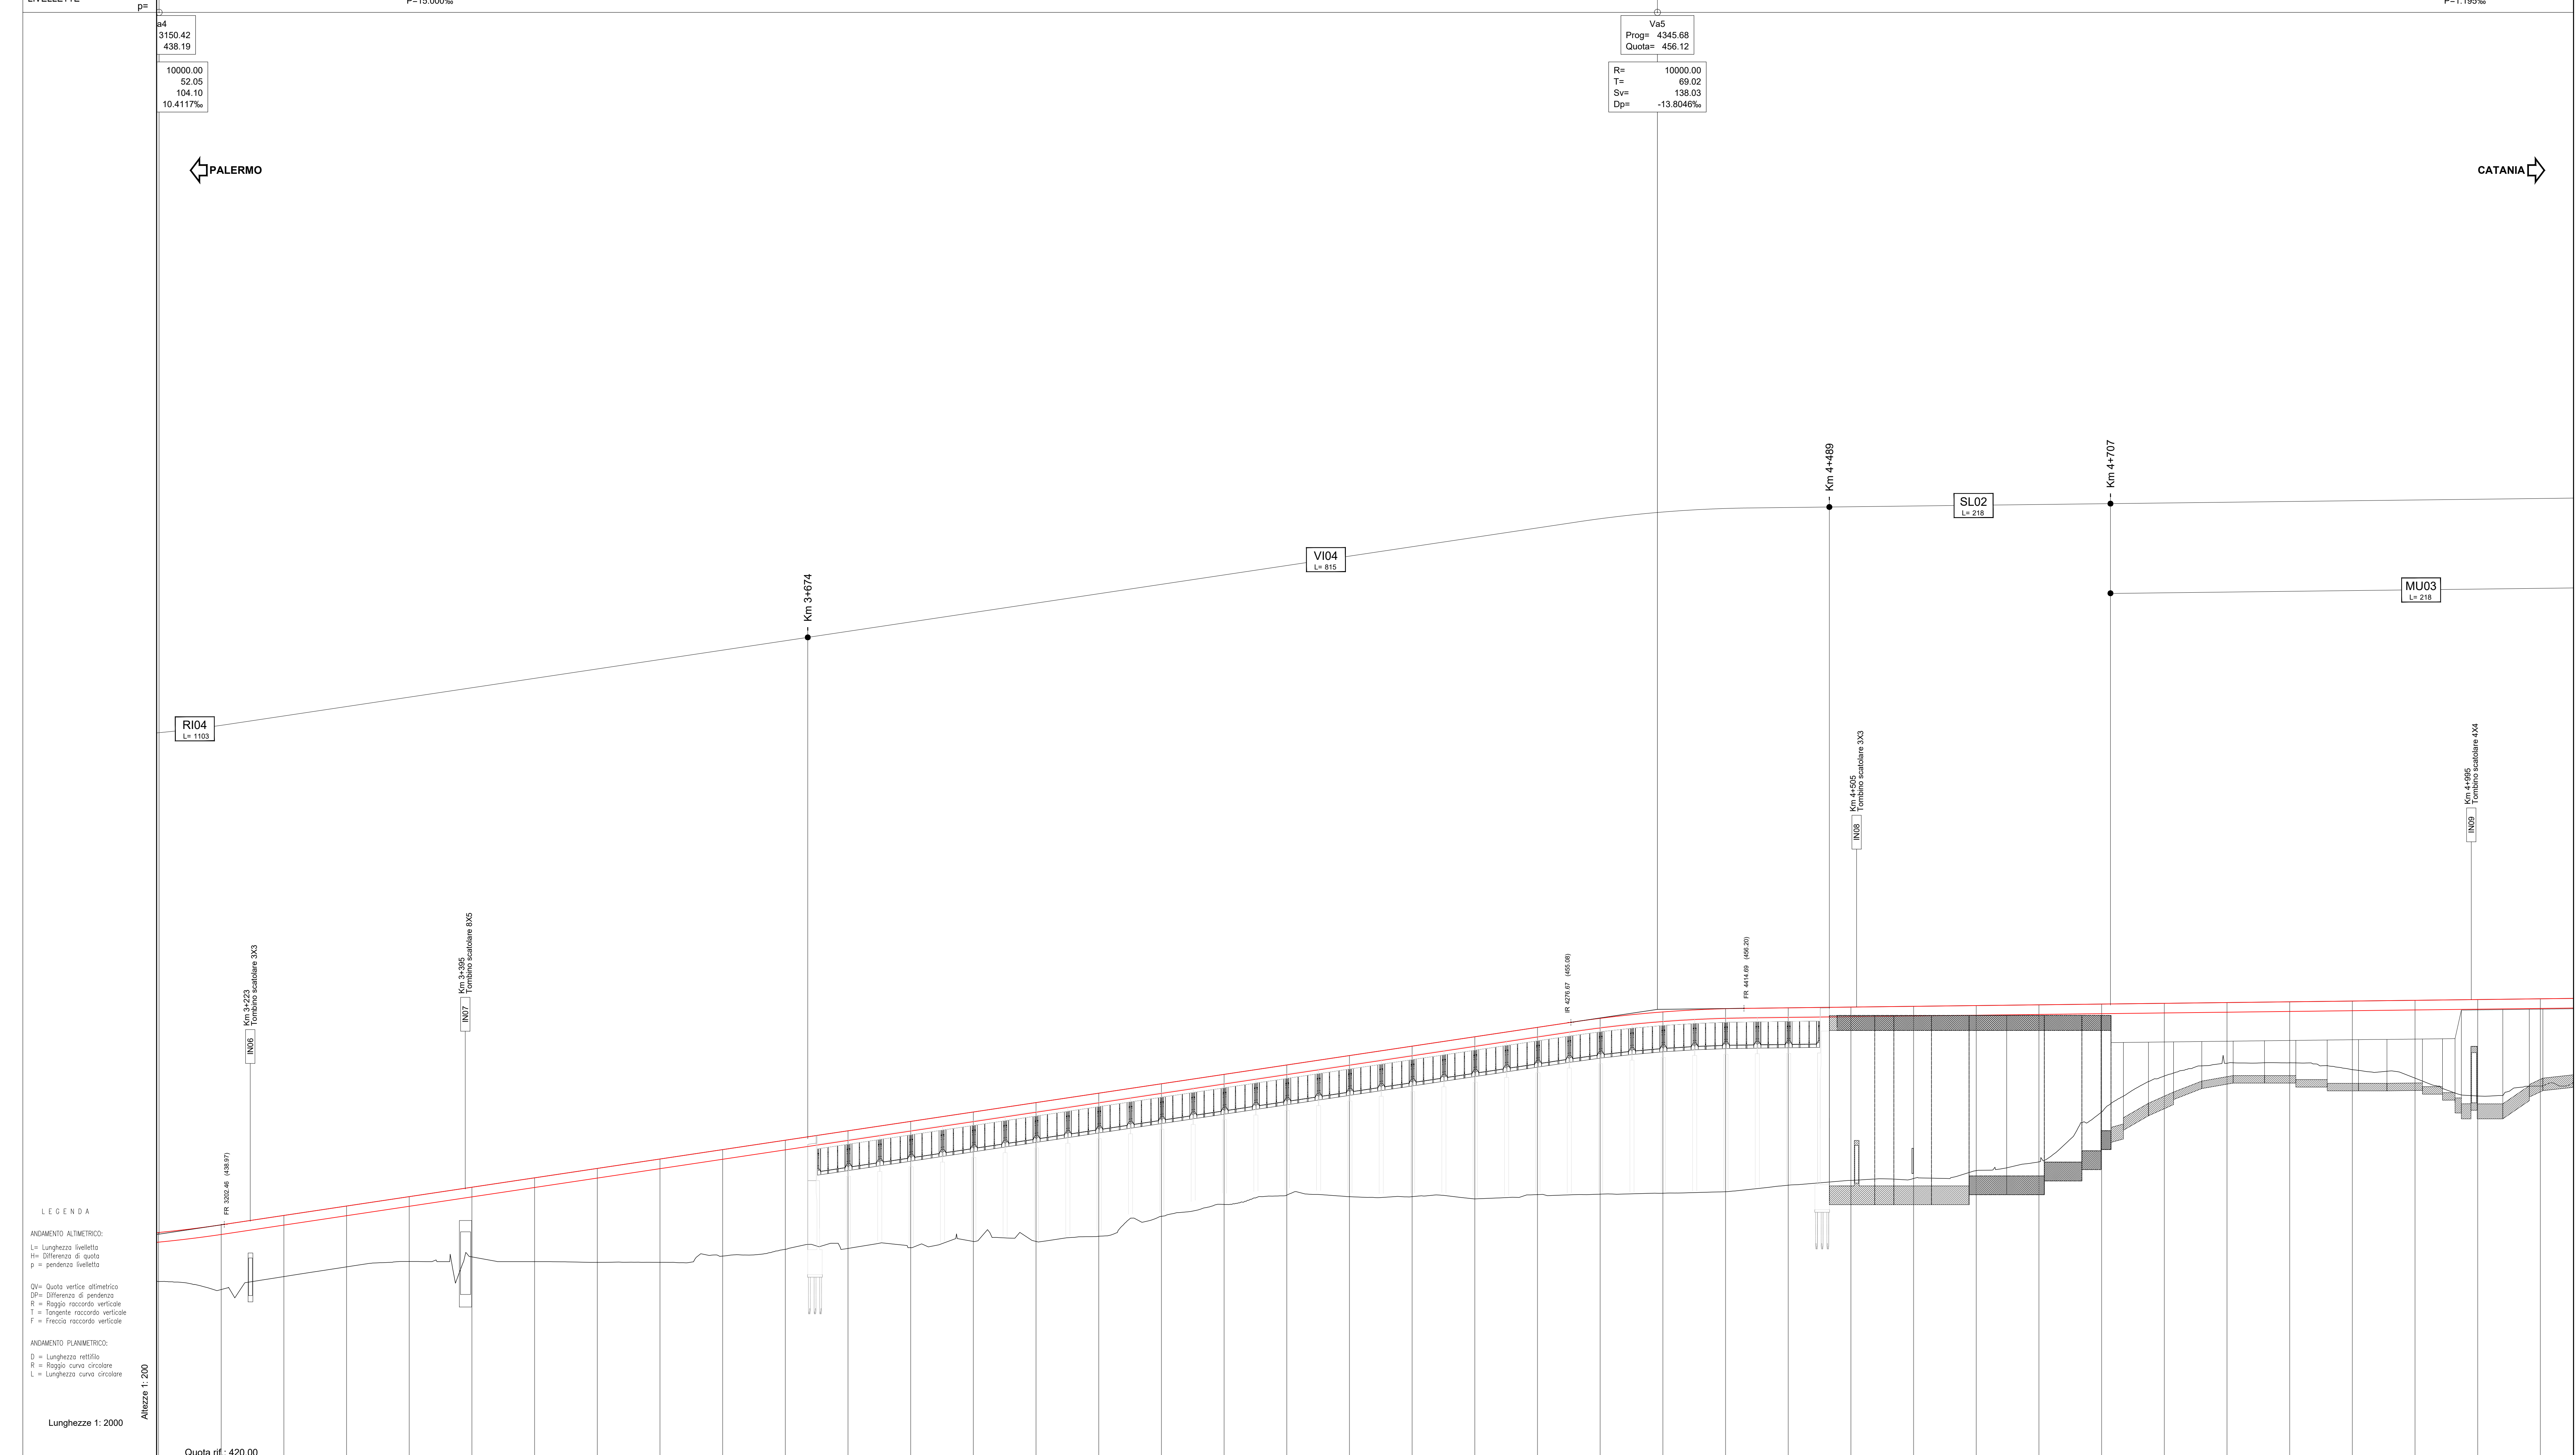 LIVELLETTE
p=
P=15.000‰
P=1.195‰
a4
3150.42
438.19
10000.00
52.05
104.10
10.4117‰
Va5
Prog= 4345.68
Quota= 456.12
R= 10000.00
T= 69.02
Sv= 138.03
Dp= -13.8046‰
PALERMO
CATANIA
Km 4+489
Km 4+707
SL02
L= 218
VI04
L= 815
Km 3+674
MU03
L= 218
RI04
L= 1103
Km 4+505
Tombino scatolare 3X3
IN08
Km 4+995
Tombino scatolare 4X4
IN09
Km 3+223
Tombino scatolare 3X3
IN06
Km 3+395
Tombino scatolare 8X5
IN07
IR 4276.67 (455.08)
FR 4414.69 (456.20)
FR 3202.46 (438.97)
LEGENDA
ANDAMENTO ALTIMETRICO:
L= Lunghezza livelletta
H= Differenza di quota
p = pendenza livelletta
QV= Quota vertice altimetrico
DP= Differenza di pendenza
R = Raggio raccordo verticale
T = Tangente raccordo verticale
F = Freccia raccordo verticale
ANDAMENTO PLANIMETRICO:
D = Lunghezza rettifilo
R = Raggio curva circolare
L = Lunghezza curva circolare
Altezze 1: 200
Lunghezze 1: 2000
Quota rif.: 420.00